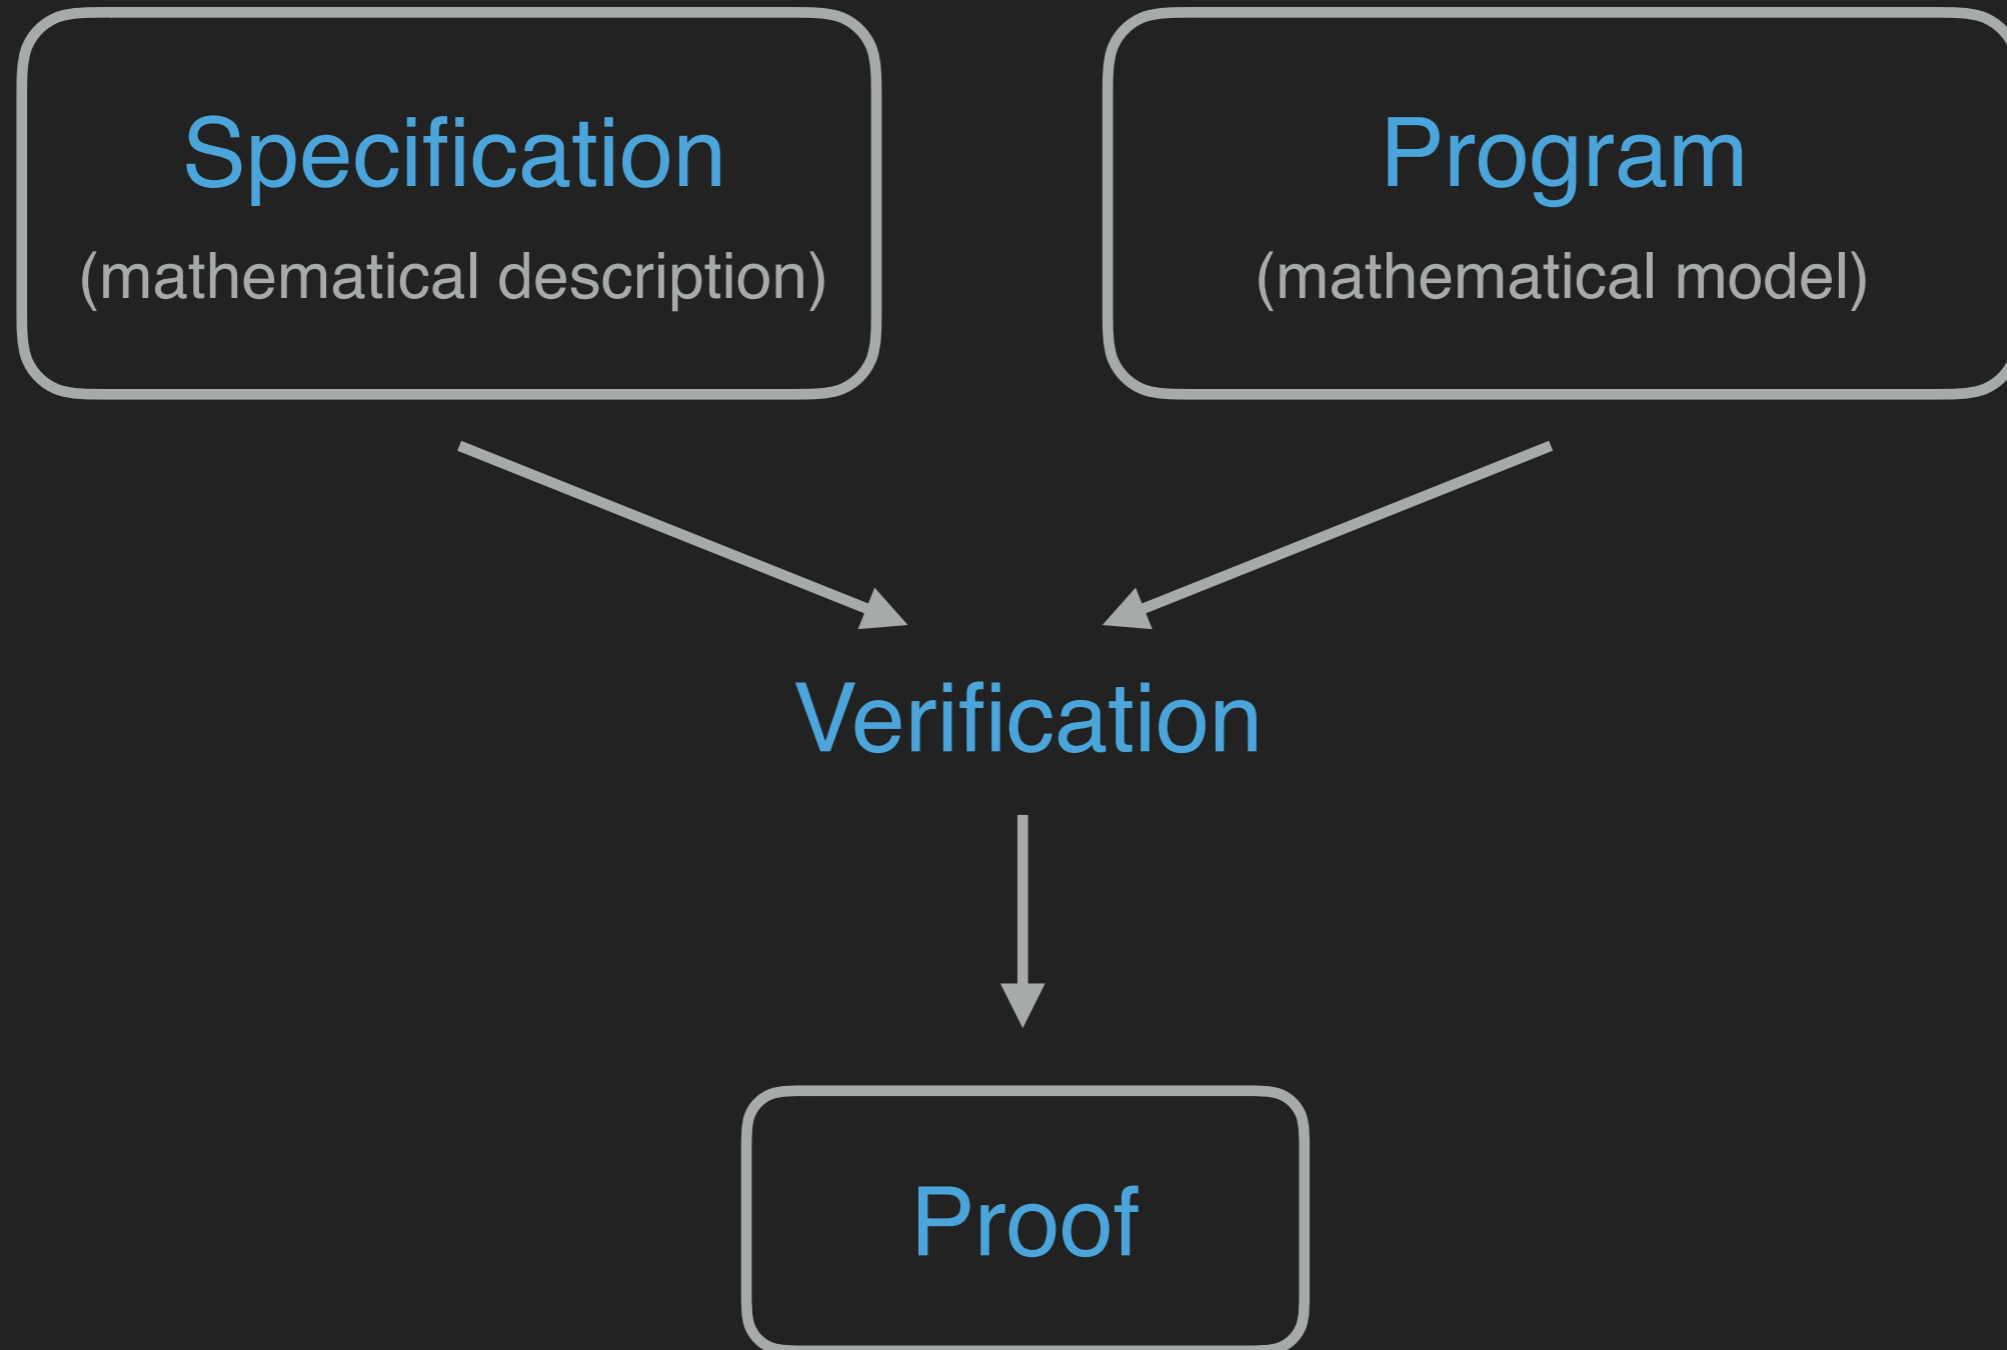 Specification
(mathematical description)
Program
(mathematical model)
Verification
Proof